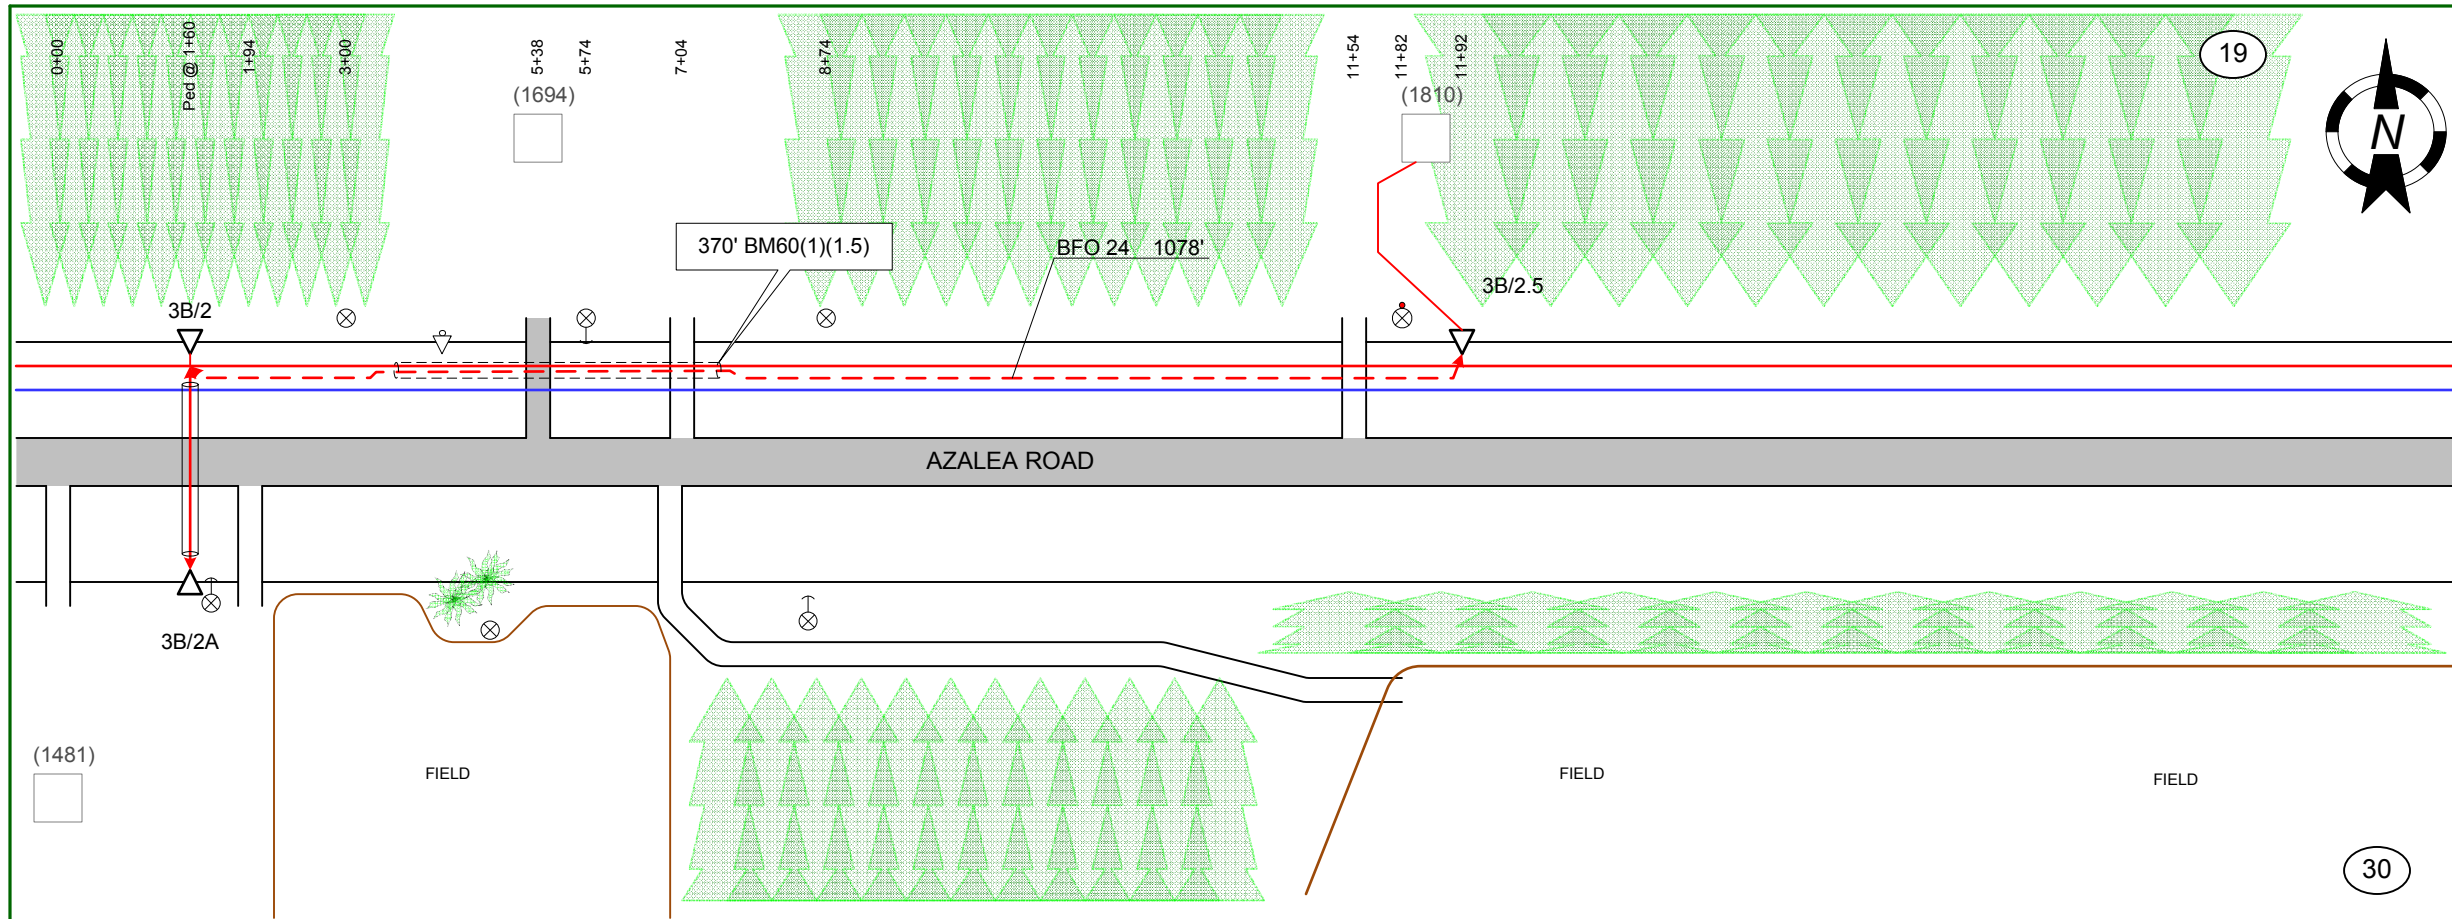 0+00
Ped @ 1+60
1+94
3+00
5+38
5+74
7+04
8+74
11+54
11+82
11+92
19
(1694)
(1810)
N
370' BM60(1)(1.5)
BFO 24 1078'
3B/2
3B/2.5
AZALEA ROAD
3B/2A
(1481)
FIELD
FIELD
FIELD
30